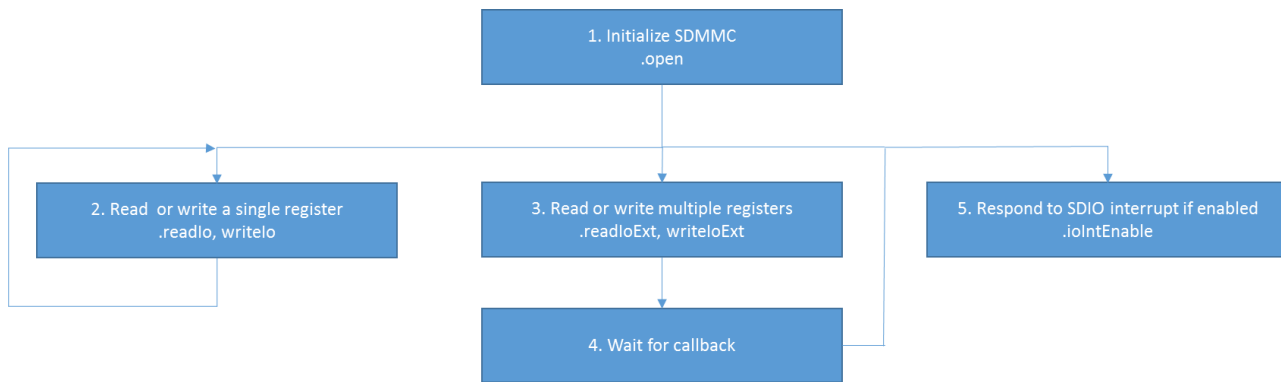 1. Initialize SDMMC
.open
2. Read or write a single register
.readIo, writeIo
3. Read or write multiple registers
.readIoExt, writeIoExt
5. Respond to SDIO interrupt if enabled
.ioIntEnable
4. Wait for callback